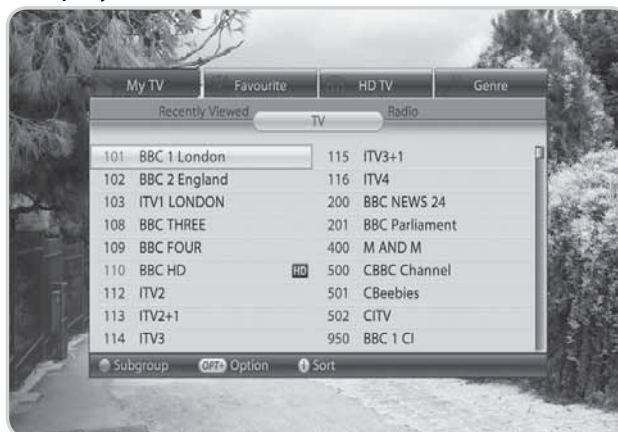 My TV Favourite HD TV Genre
Recently Viewed TV Radio
101 BBC 1 London
102 BBC 2 England
103 ITV1 LONDON
108 BBC THREE
109 BBC FOUR
110 BBC HD HD
112 ITV2
113 ITV2+1
114 ITV3
115 ITV3+1
116 ITV4
200 BBC NEWS 24
201 BBC Parliament
400 M AND M
500 CBBC Channel
501 CBeebies
502 CITV
950 BBC 1 CI
Subgroup OPT+ Option i Sort